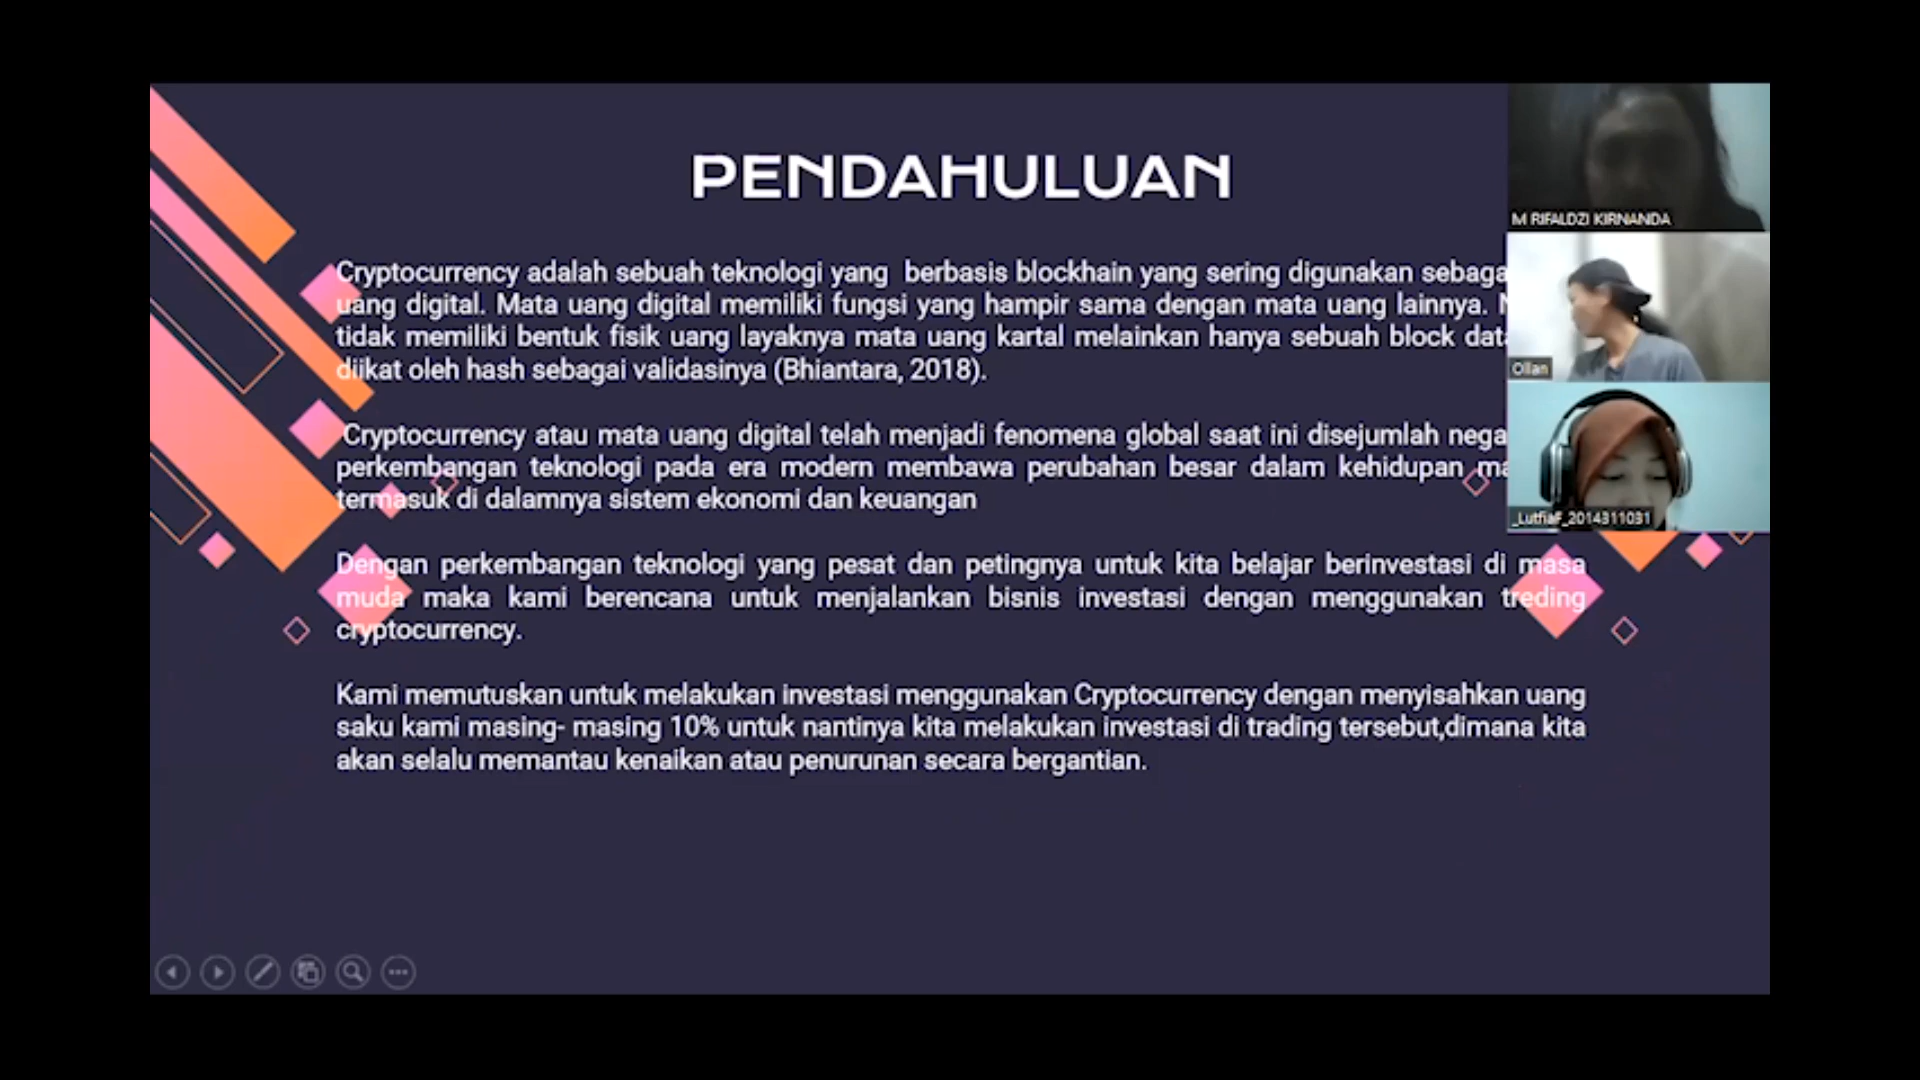 PENDAHULUAN
Cryptocurrency adalah sebuah teknologi yang berbasis blockhain yang sering digunakan
uang digital. Mata uang digital memiliki fungsi yang hampir sama dengan mata uang lainnya.
tidak memiliki bentuk fisik uang layaknya mata uang kartal melainkan hanya sebuah block
diikat oleh hash sebagai validasinya (Bhiantara, 2018).
Cryptocurrency atau mata uang digital telah menjadi fenomena global saat ini disejumlah
perkembangan teknologi pada era modern membawa perubahan besar dalam kehidupan
termasuk di dalamnya sistem ekonomi dan keuangan
Dengan perkembangan teknologi yang pesat dan petingnya untuk kita belajar berinvestasi di masa
muda maka kami berencana untuk menjalankan bisnis investasi dengan menggunakan treding
cryptocurrency.
Kami memutuskan untuk melakukan investasi menggunakan Cryptocurrency dengan menyisahkan uang
saku kami masing- masing 10% untuk nantinya kita melakukan investasi di trading tersebut,dimana kita
akan selalu memantau kenaikan atau penurunan secara bergantian.
M RIFALDZI KIRNANDA
Ollan
_LutfiaF_2014311031